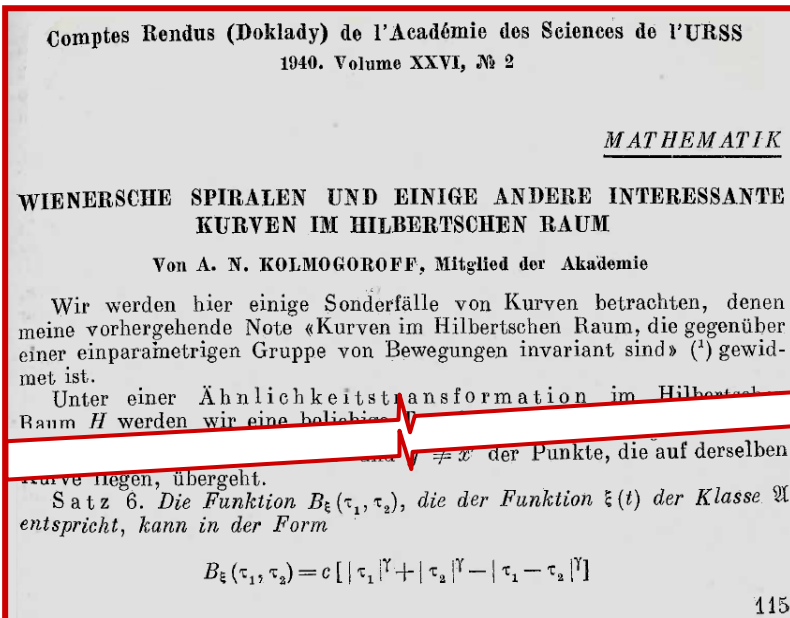 Comptes Rendus (Doklady) de l'Académie des Sciences de l'URSS
1940. Volume XXVI, № 2
MATHEMATIK
WIENERSCHE SPIRALEN UND EINIGE ANDERE INTERESSANTE
KURVEN IM HILBERTSCHEN RAUM
Von A. N. KOLMOGOROFF, Mitglied der Akademie
Wir werden hier einige Sonderfälle von Kurven betrachten, denen
meine vorhergehende Note «Kurven im Hilbertschen Raum, die gegenüber
einer einparametrigen Gruppe von Bewegungen invariant sind» (¹) gewid-
met ist.
Unter einer Ähnlichkeitstransformation im Hilbertschen
Raum H werden wir eine beliebige
≠ x der Punkte, die auf derselben
Kurve liegen, übergeht.
Satz 6. Die Funktion B_ξ(τ₁, τ₂), die der Funktion ξ(t) der Klasse 𝔄
entspricht, kann in der Form
B_ξ(τ₁, τ₂) = c[|τ₁|^γ + |τ₂|^γ − |τ₁ − τ₂|^γ]
115